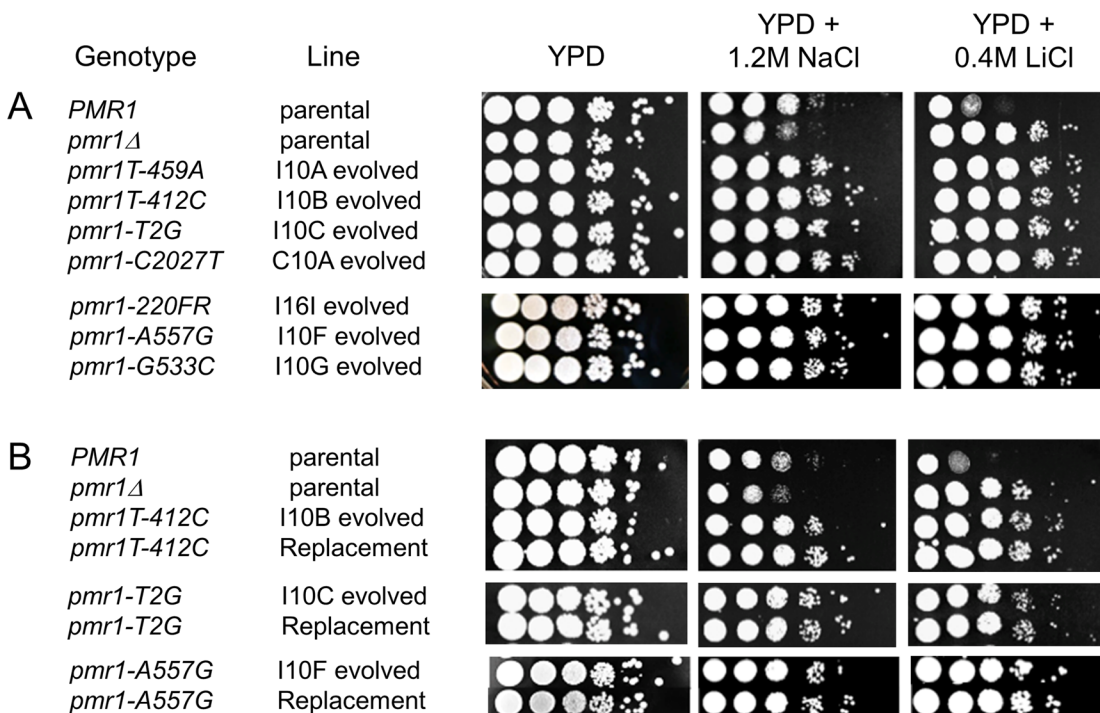 Genotype Line YPD YPD + 1.2M NaCl YPD + 0.4M LiCl
A
PMR1 parental
pmr1Δ parental
pmr1T-459A I10A evolved
pmr1T-412C I10B evolved
pmr1-T2G I10C evolved
pmr1-C2027T C10A evolved
pmr1-220FR I16I evolved
pmr1-A557G I10F evolved
pmr1-G533C I10G evolved
B
PMR1 parental
pmr1Δ parental
pmr1T-412C I10B evolved
pmr1T-412C Replacement
pmr1-T2G I10C evolved
pmr1-T2G Replacement
pmr1-A557G I10F evolved
pmr1-A557G Replacement